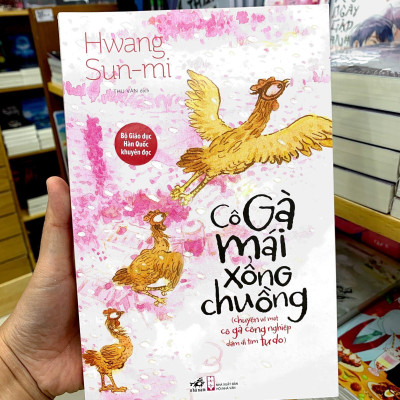 Hwang
Sun-mi
Bộ Giáo dục
Hàn Quốc
khuyên đọc
Cô Gà
mái
xổng
chuồng
(chuyện về một
cô gà công nghiệp
dám đi tìm tự do)